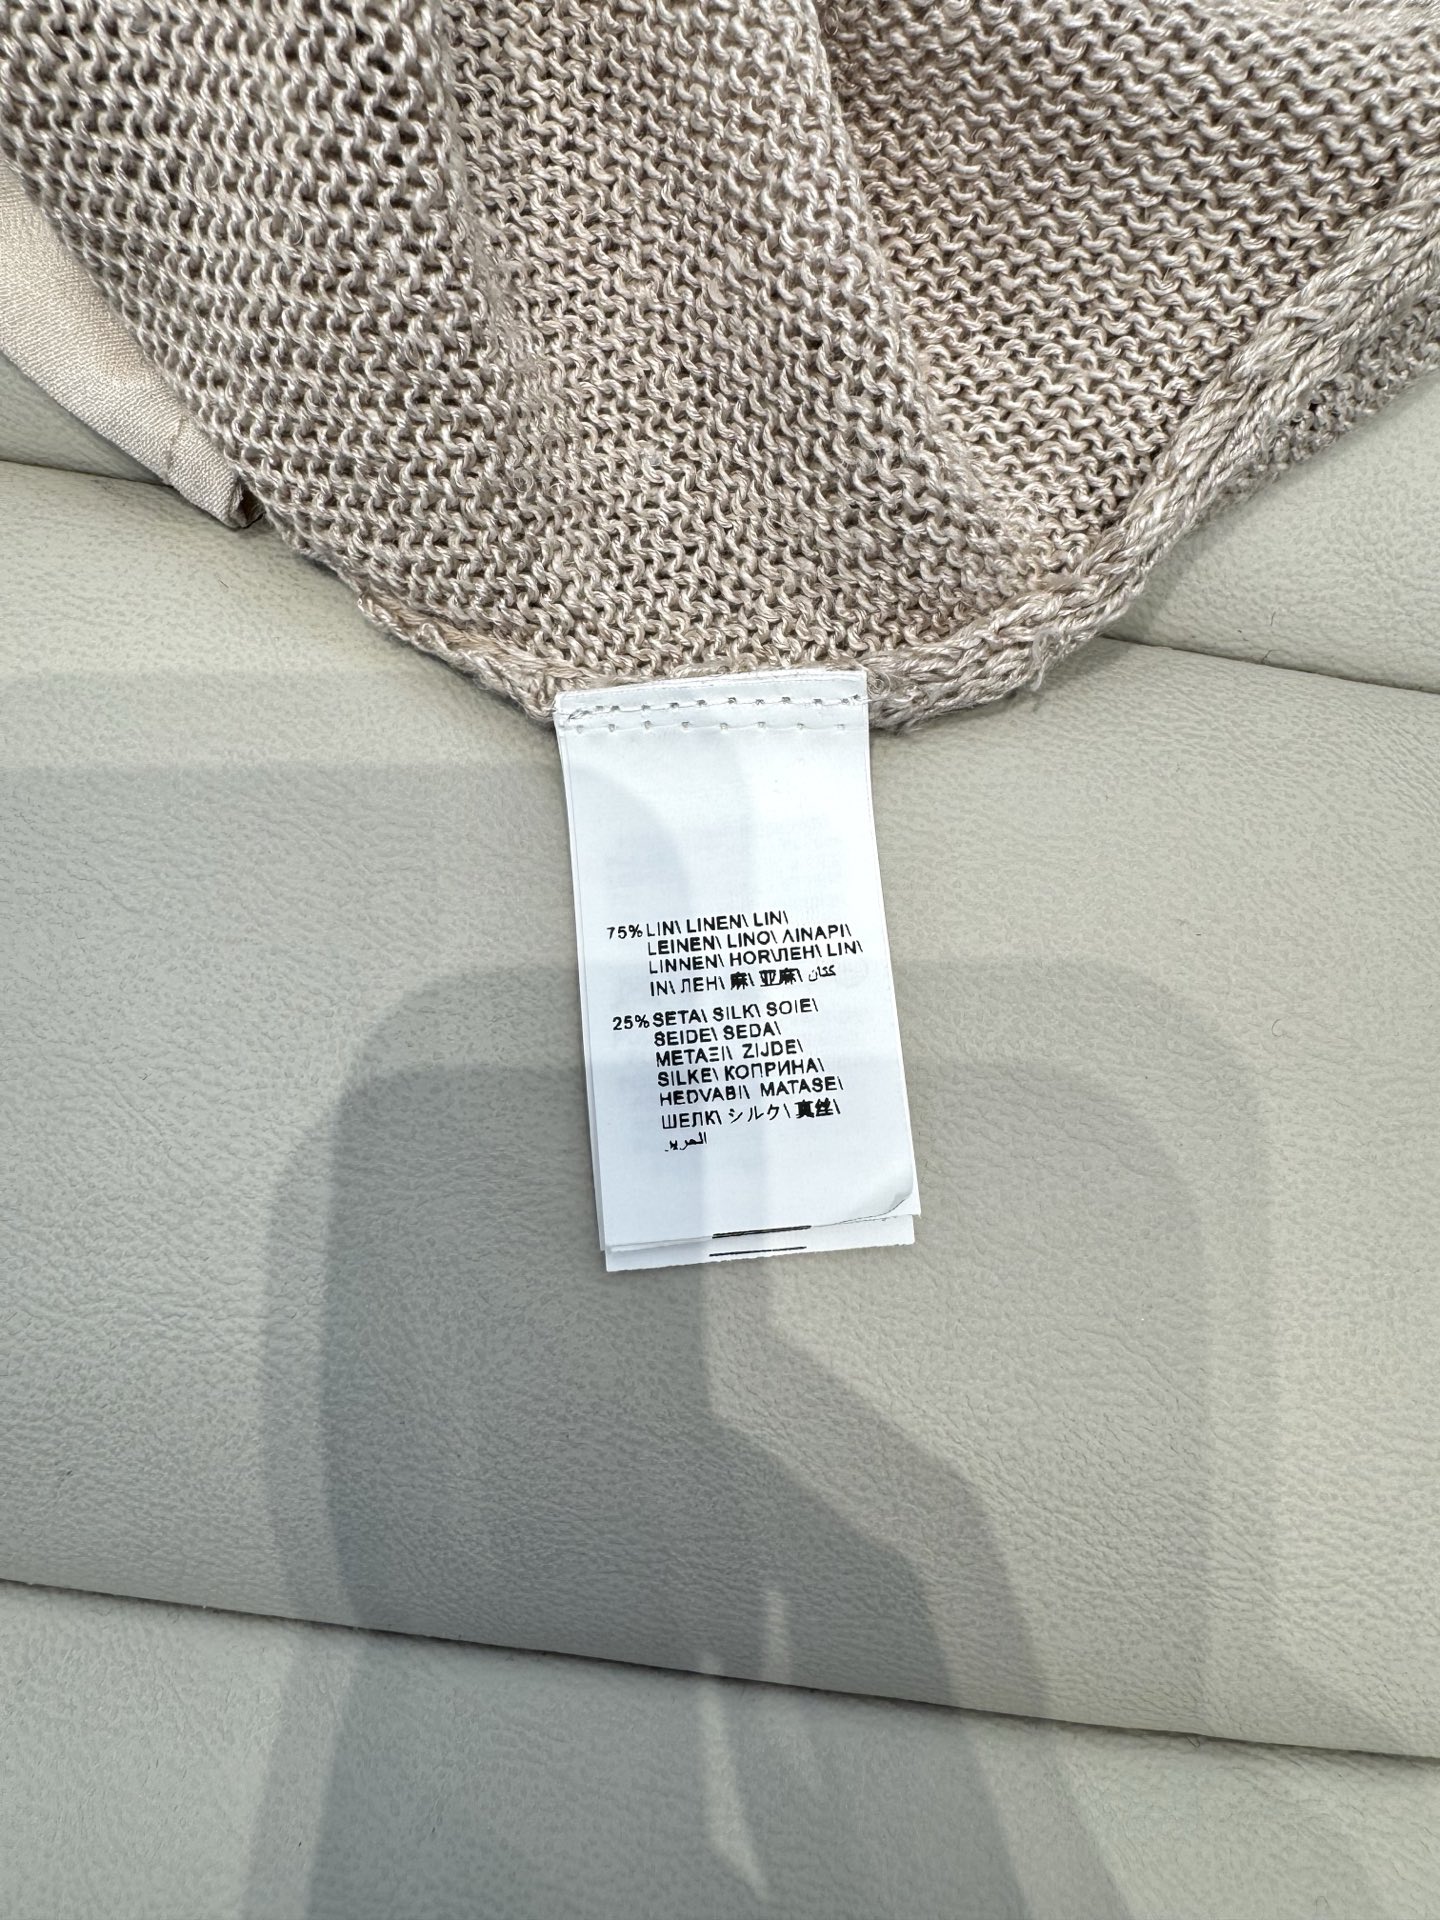 75% LIN\ LINEN\ LIN\
LEINEN\ LINO\ ΛΙΝΑΡΙ\
LINNEN\ HOR\ЛЕН\ LIN\
IN\ ЛЕН\ 麻\ 亚麻\ كتان
25% SETA\ SILK\ SOIE\
SEIDE\ SEDA\
ΜΕΤΑΞΙ\ ZIJDE\
SILKE\ КОПРИНА\
HEDVABI\ MATASE\
ШЕЛК\ シルク\ 真丝\
الحرير